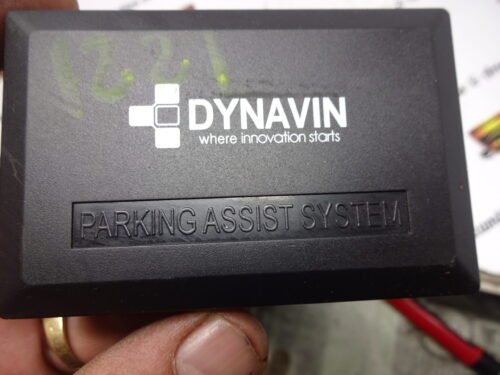 1221
DYNAVIN
where innovation starts
PARKING ASSIST SYSTEM